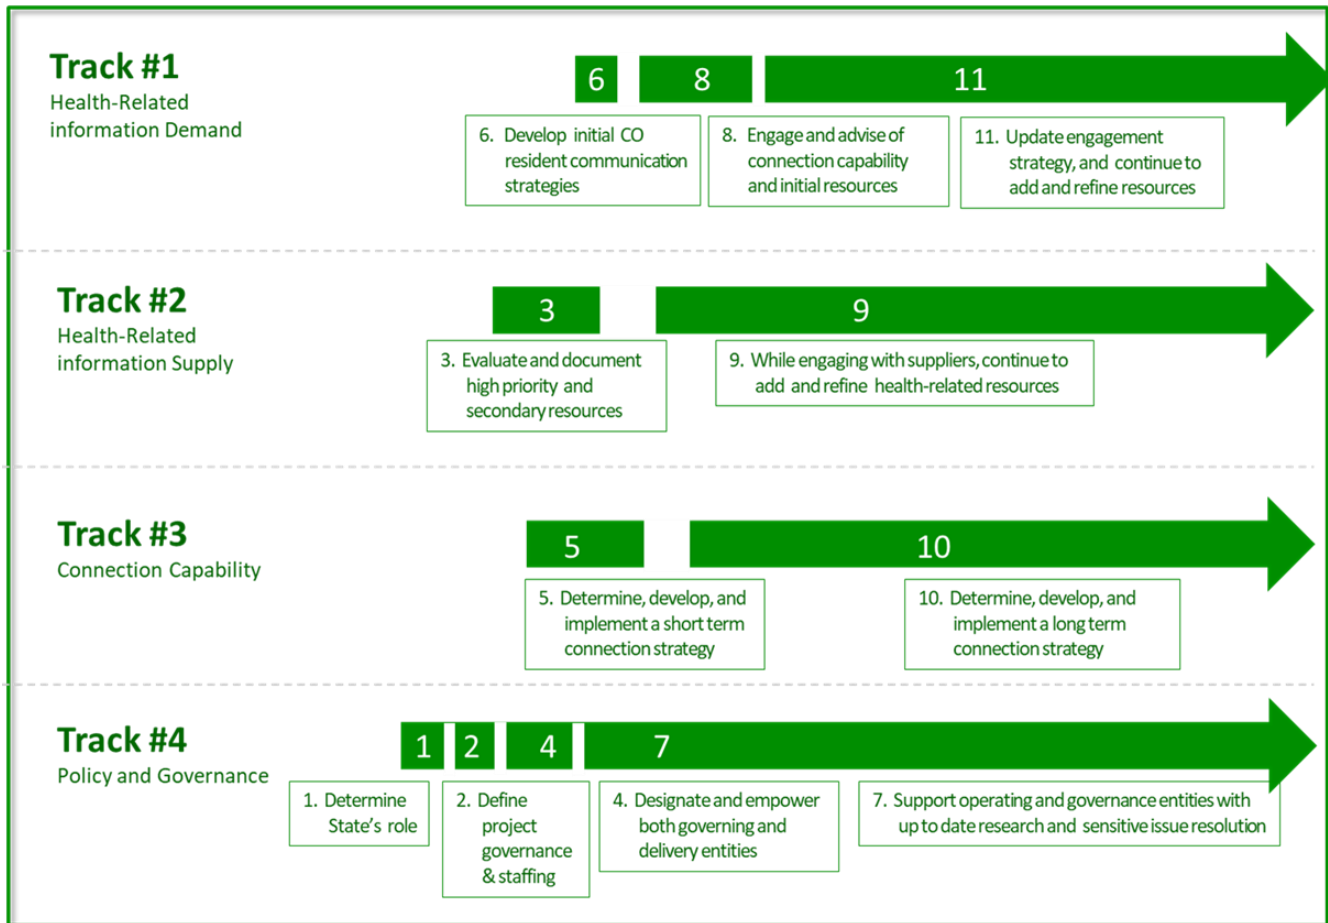 Track #1
Health-Related
information Demand
6
8
11
6. Develop initial CO
resident communication
strategies
8. Engage and advise of
connection capability
and initial resources
11. Update engagement
strategy, and continue to
add and refine resources
Track #2
Health-Related
information Supply
3
9
3. Evaluate and document
high priority and
secondary resources
9. While engaging with suppliers, continue to
add and refine health-related resources
Track #3
Connection Capability
5
10
5. Determine, develop, and
implement a short term
connection strategy
10. Determine, develop, and
implement a long term
connection strategy
Track #4
Policy and Governance
1
2
4
7
1. Determine
State's role
2. Define
project
governance
& staffing
4. Designate and empower
both governing and
delivery entities
7. Support operating and governance entities with
up to date research and sensitive issue resolution